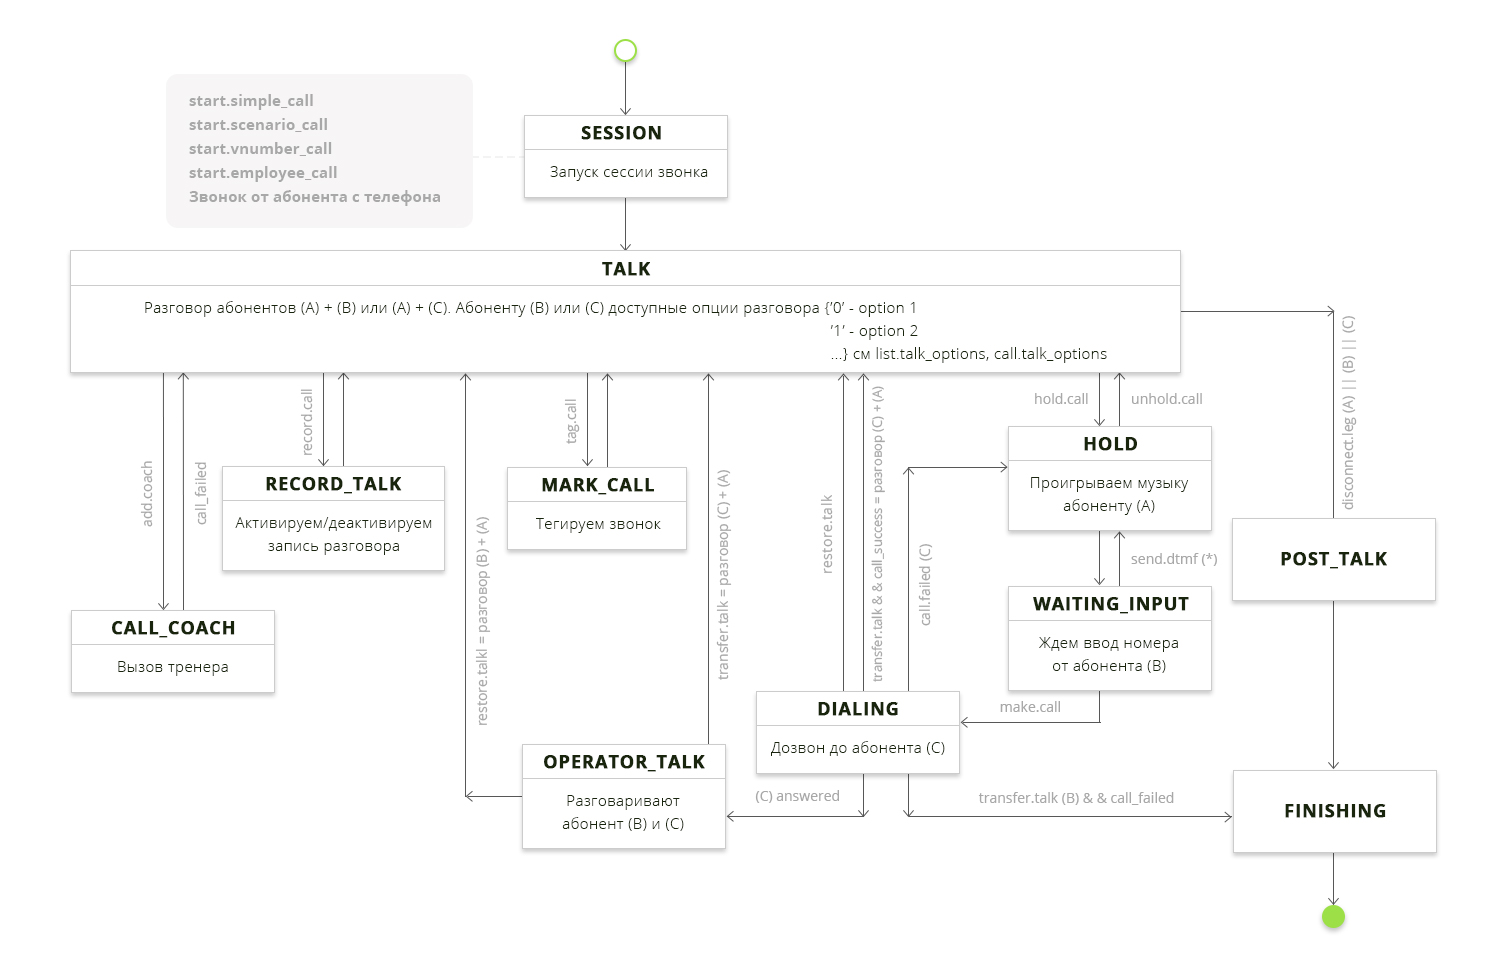 start.simple_call
start.scenario_call
start.vnumber_call
start.employee_call
Звонок от абонента с телефона
SESSION
Запуск сессии звонка
TALK
Разговор абонентов (A) + (B) или (A) + (C). Абоненту (B) или (C) доступные опции разговора {'0' - option 1
'1' - option 2
...} см list.talk_options, call.talk_options
add.coach
call_failed
record.call
tag.call
hold.call
unhold.call
disconnect.leg (A) || (B) || (C)
RECORD_TALK
Активируем/деактивируем
запись разговора
MARK_CALL
Тегируем звонок
HOLD
Проигрываем музыку
абоненту (A)
restore.talkl = разговор (B) + (A)
transfer.talk = разговор (C) + (A)
restore.talk
transfer.talk & & call_success = разговор (C) + (A)
call.failed (C)
send.dtmf (*)
POST_TALK
CALL_COACH
Вызов тренера
WAITING_INPUT
Ждем ввод номера
от абонента (B)
make.call
DIALING
Дозвон до абонента (C)
OPERATOR_TALK
Разговаривают
абонент (B) и (C)
(C) answered
transfer.talk (B) & & call_failed
FINISHING